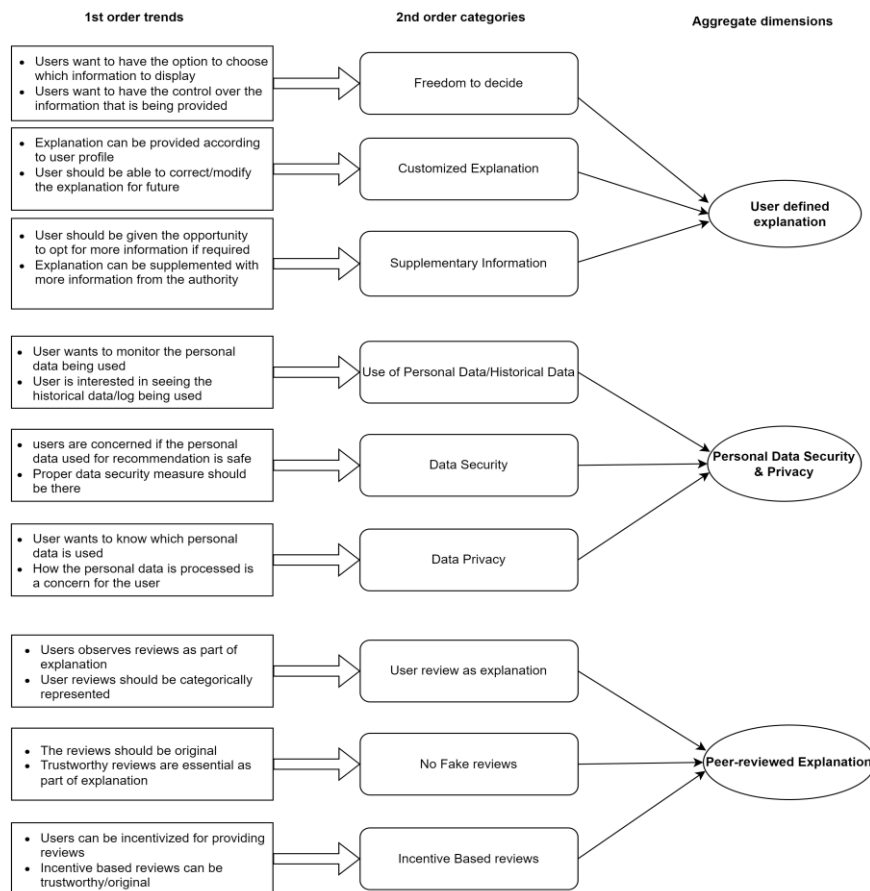 1st order trends
2nd order categories
Aggregate dimensions
• Users want to have the option to choose
which information to display
• Users want to have the control over the
information that is being provided
Freedom to decide
• Explanation can be provided according
to user profile
• User should be able to correct/modify
the explanation for future
Customized Explanation
• User should be given the opportunity
to opt for more information if required
• Explanation can be supplemented with
more information from the authority
Supplementary Information
User defined
explanation
• User wants to monitor the personal
data being used
• User is interested in seeing the
historical data/log being used
Use of Personal Data/Historical Data
• users are concerned if the personal
data used for recommendation is safe
• Proper data security measure should
be there
Data Security
• User wants to know which personal
data is used
• How the personal data is processed is
a concern for the user
Data Privacy
Personal Data Security
& Privacy
• Users observes reviews as part of
explanation
• User reviews should be categorically
represented
User review as explanation
• The reviews should be original
• Trustworthy reviews are essential as
part of explanation
No Fake reviews
• Users can be incentivized for providing
reviews
• Incentive based reviews can be
trustworthy/original
Incentive Based reviews
Peer-reviewed Explanation